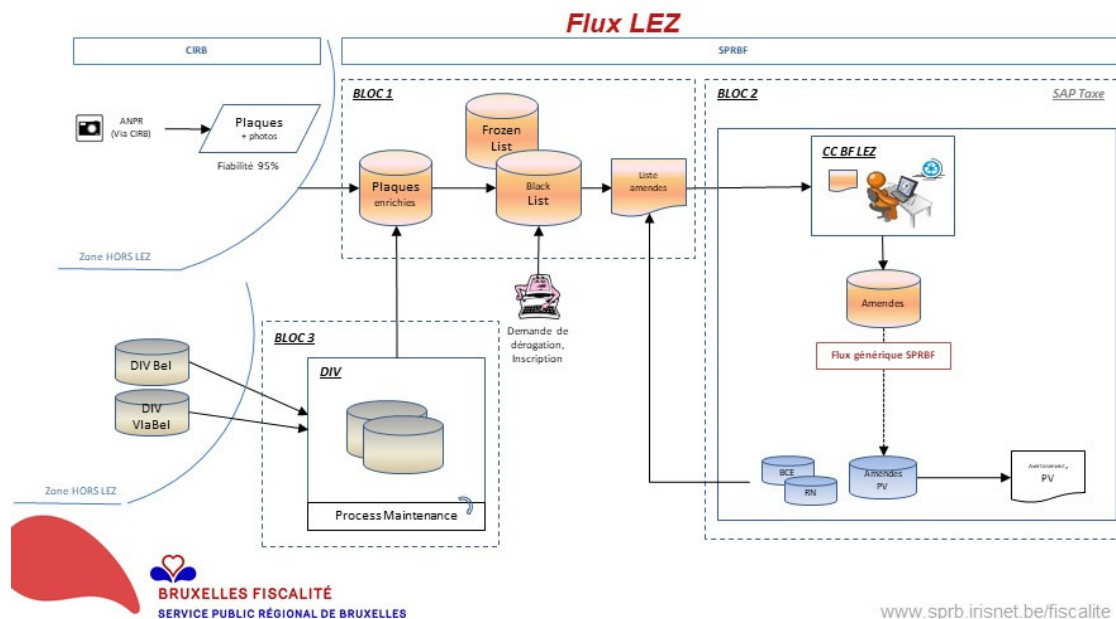 Flux LEZ
CIRB
SPRBF
BLOC 1
BLOC 2
SAP Taxe
ANPR
(Via CIRB)
Plaques
+ photos
Fiabilité 95%
Frozen
List
Plaques
enrichies
Black
List
Liste
amendes
CC BF LEZ
Zone HORS LEZ
Demande de
dérogation,
Inscription
Amendes
Flux générique SPRBF
BLOC 3
DIV
DIV Bel
DIV
VlaBel
Process Maintenance
Zone HORS LEZ
BCE
RN
Amendes
PV
PV
BRUXELLES FISCALITÉ
SERVICE PUBLIC RÉGIONAL DE BRUXELLES
www.sprb.irisnet.be/fiscalite